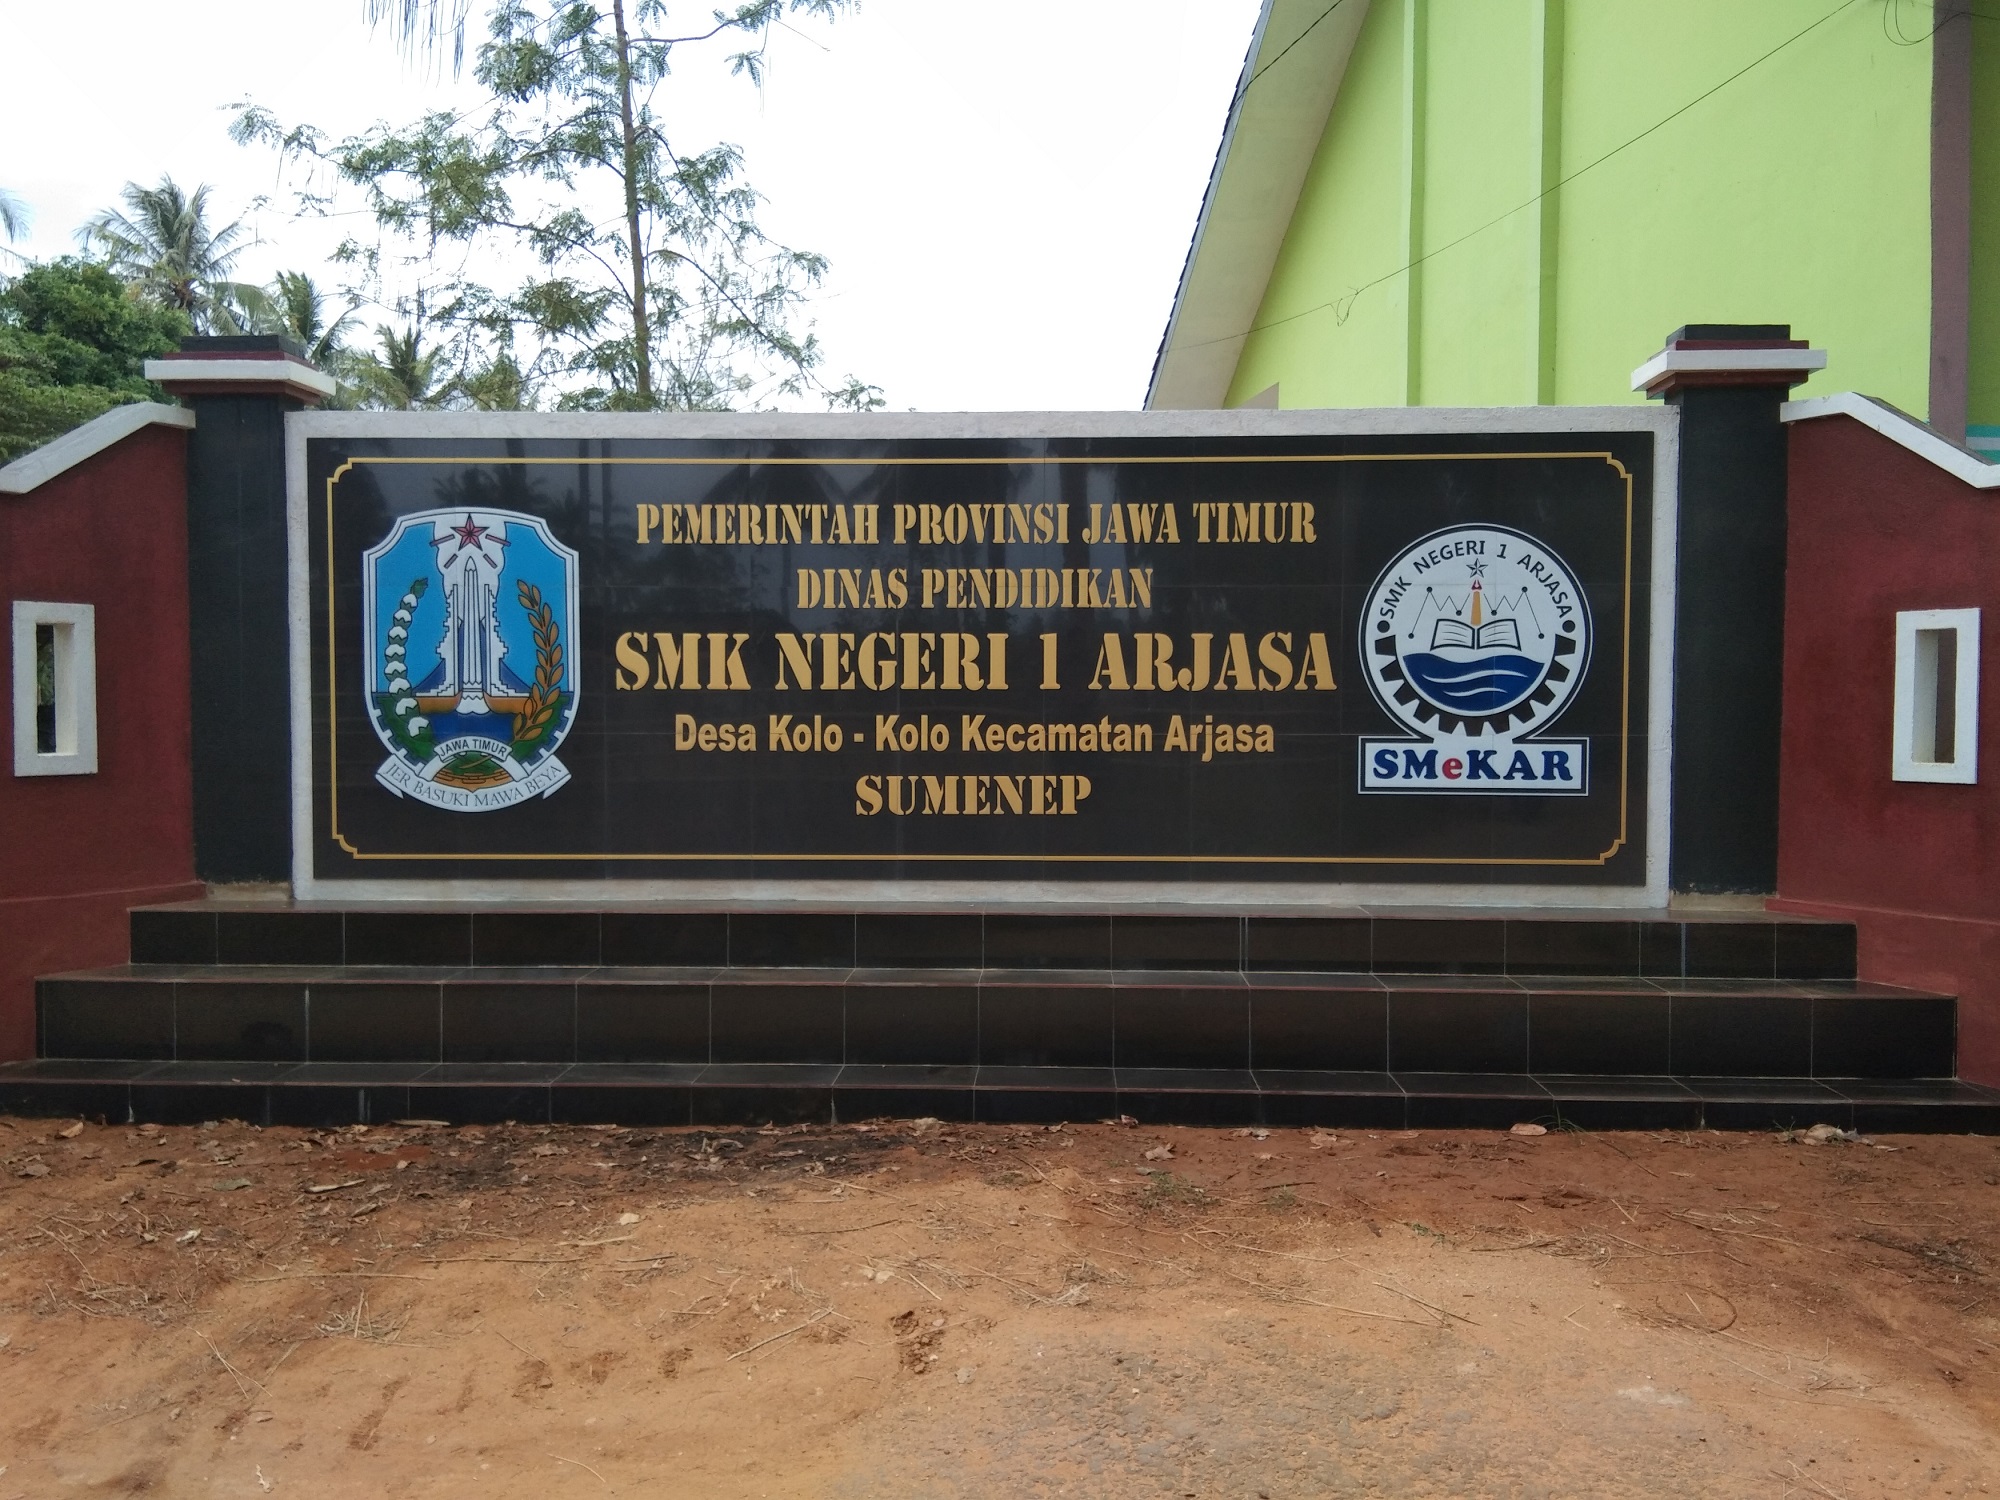 PEMERINTAH PROVINSI JAWA TIMUR
DINAS PENDIDIKAN
SMK NEGERI 1 ARJASA
Desa Kolo - Kolo Kecamatan Arjasa
SUMENEP
JAWA TIMUR
JER BASUKI MAWA BEYA
SMK NEGERI 1 ARJASA
SMeKAR